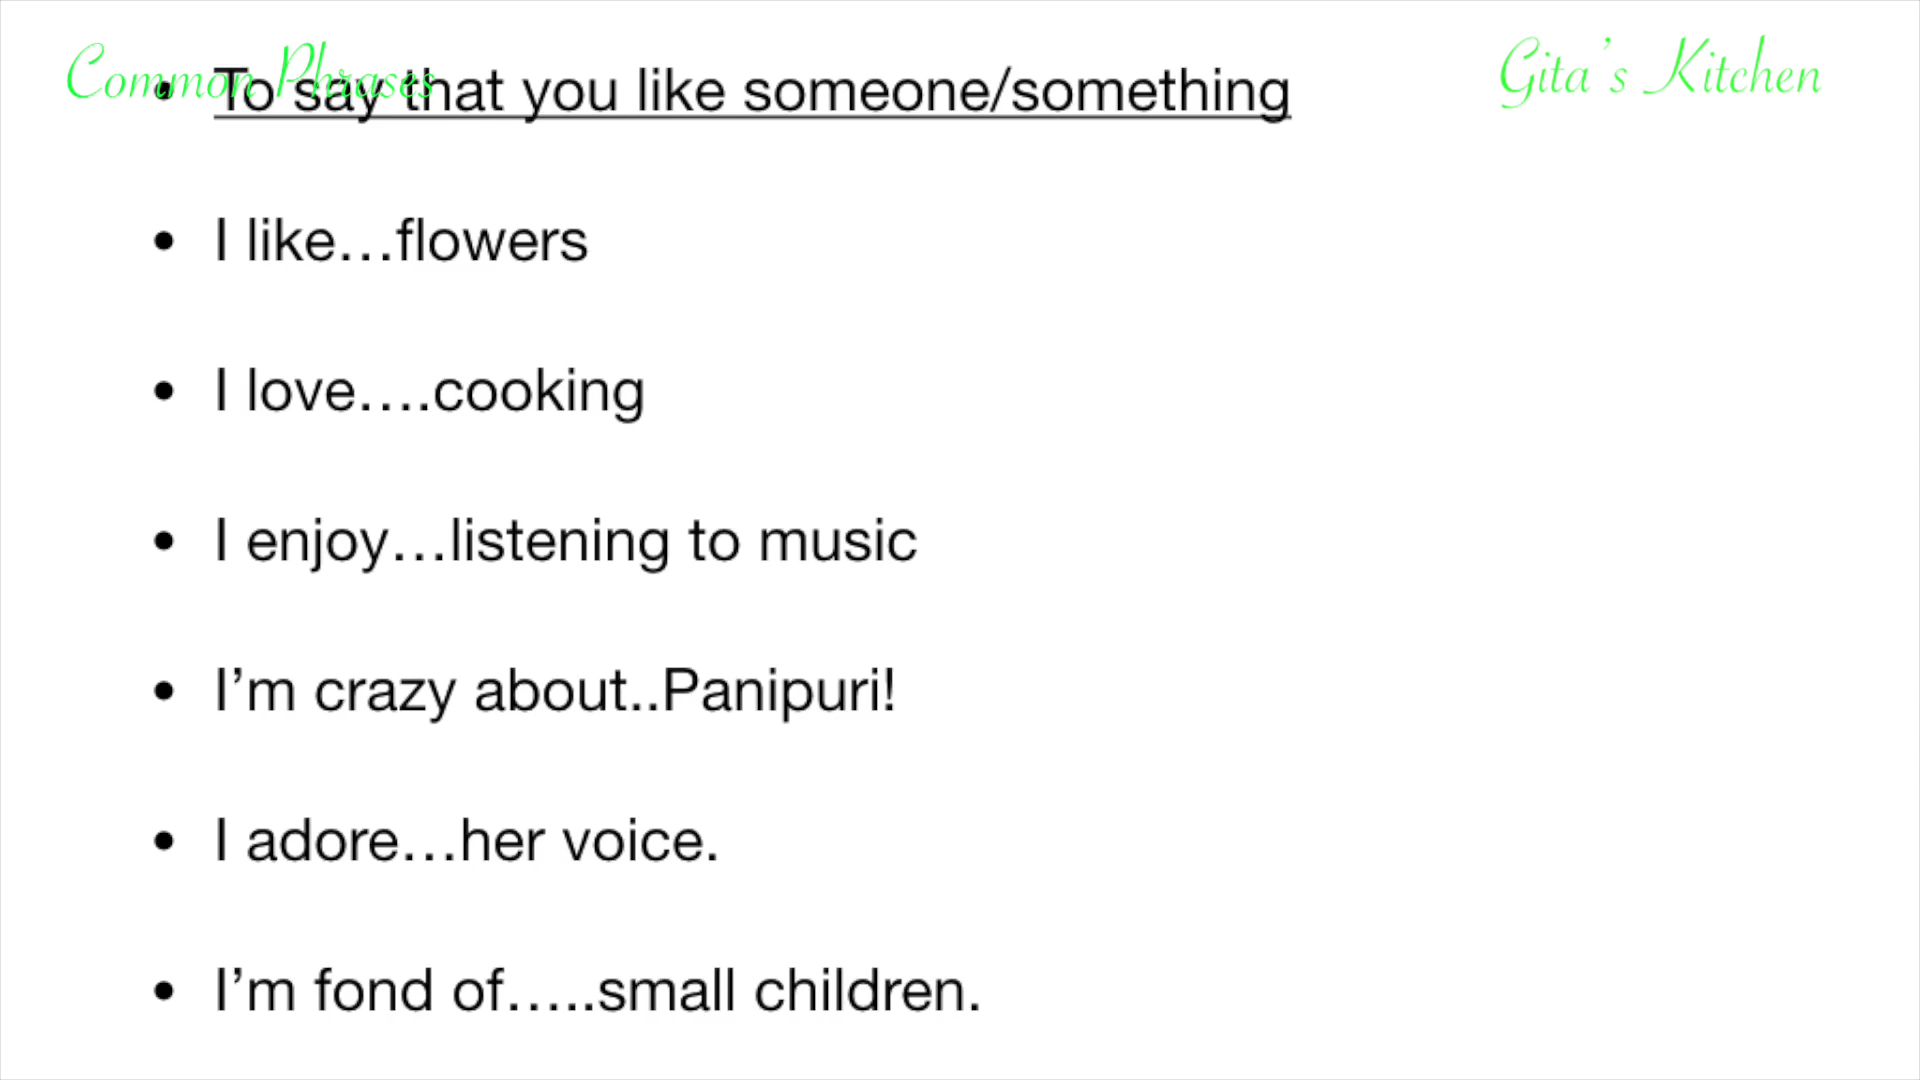 Common Phrases
Gita's Kitchen
• To say that you like someone/something
• I like…flowers
• I love….cooking
• I enjoy…listening to music
• I’m crazy about..Panipuri!
• I adore…her voice.
• I’m fond of…..small children.